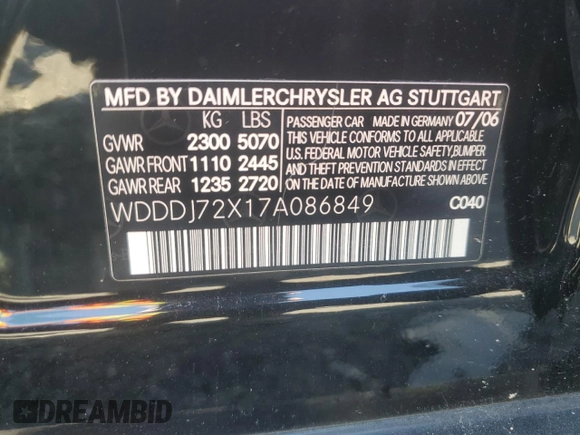 MFD BY DAIMLERCHRYSLER AG STUTTGART
KG LBS
GVWR 2300 5070
GAWR FRONT 1110 2445
GAWR REAR 1235 2720
PASSENGER CAR MADE IN GERMANY 07/06
THIS VEHICLE CONFORMS TO ALL APPLICABLE
U.S. FEDERAL MOTOR VEHICLE SAFETY, BUMPER
AND THEFT PREVENTION STANDARDS
IN EFFECT ON THE DATE OF
MANUFACTURE SHOWN ABOVE
WDDDJ72X17A086849 C040
DREAMBID